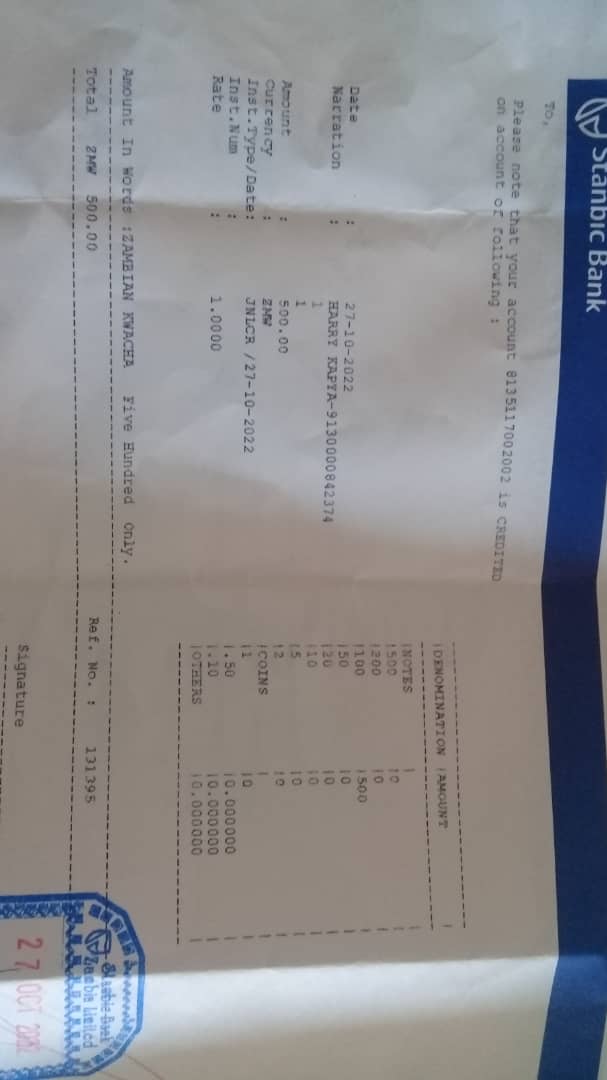 Stanbic Bank
To,
Please note that your account 8135117002002 is CREDITED
on account of following :
Date : 27-10-2022
Narration : HARRY KAPYA-9130000842374
1
1
Amount : 500.00
Currency : ZMW
Inst.Type/Date: JNLCR /27-10-2022
Inst.Num :
Rate : 1.0000
|DENOMINATION |AMOUNT |
|NOTES | |
|500 |0 |
|200 |0 |
|100 |500 |
|50 |0 |
|20 |0 |
|10 |0 |
|5 |0 |
|2 |0 |
|COINS | |
|1 |0 |
|.50 |0.000000 |
|.10 |0.000000 |
|OTHERS |0.000000 |
Amount In Words :ZAMBIAN KWACHA Five Hundred Only.
Total ZMW 500.00 Ref. No. : 131395
Signature
Stanbic Bank
Zambia Limited
27 OCT 2022